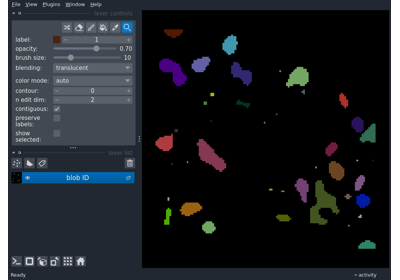 File View Plugins Window Help
layer controls
label: 1
opacity: 0.70
brush size: 10
blending: translucent
color mode: auto
contour: 0
n edit dim: 2
contiguous:
preserve
labels:
show
selected:
layer list
blob ID
Ready
activity